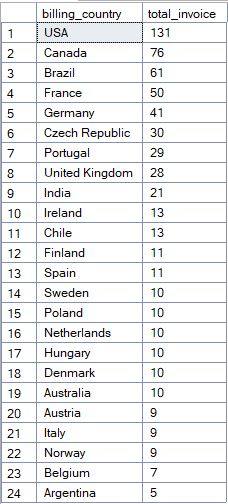 billing_country total_invoice
1 USA 131
2 Canada 76
3 Brazil 61
4 France 50
5 Germany 41
6 Czech Republic 30
7 Portugal 29
8 United Kingdom 28
9 India 21
10 Ireland 13
11 Chile 13
12 Finland 11
13 Spain 11
14 Sweden 10
15 Poland 10
16 Netherlands 10
17 Hungary 10
18 Denmark 10
19 Australia 10
20 Austria 9
21 Italy 9
22 Norway 9
23 Belgium 7
24 Argentina 5